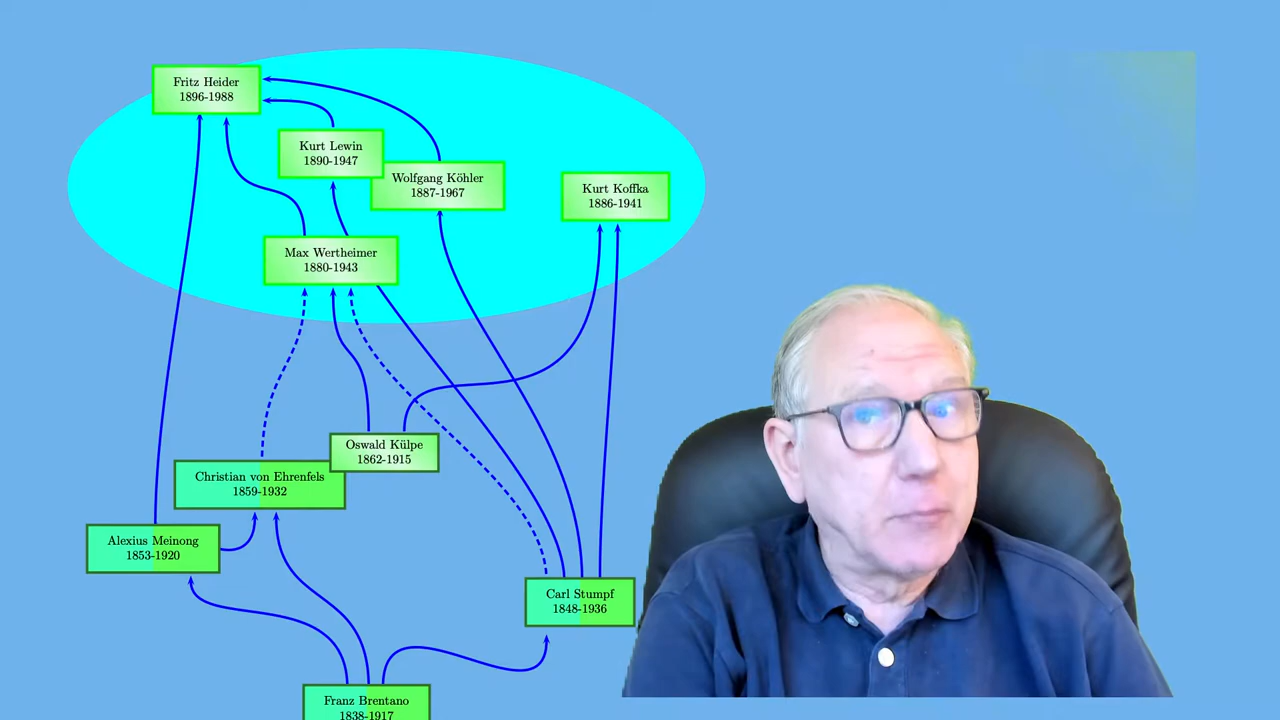 Fritz Heider
1896-1988
Kurt Lewin
1890-1947
Wolfgang Köhler
1887-1967
Kurt Koffka
1886-1941
Max Wertheimer
1880-1943
Oswald Külpe
1862-1915
Christian von Ehrenfels
1859-1932
Alexius Meinong
1853-1920
Carl Stumpf
1848-1936
Franz Brentano
1838-1917